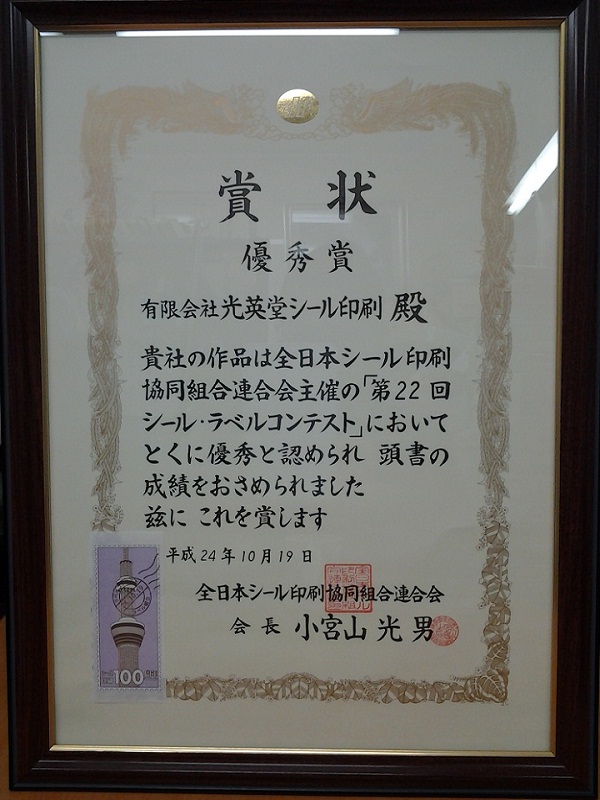 賞状
優秀賞
有限会社光英堂シール印刷 殿
貴社の作品は全日本シール印刷
協同組合連合会主催の「第22回
シール・ラベルコンテスト」において
とくに優秀と認められ 頭書の
成績をおさめられました
茲に これを賞します
平成24年10月19日
全日本シール印刷協同組合連合会
会長 小宮山光男
100